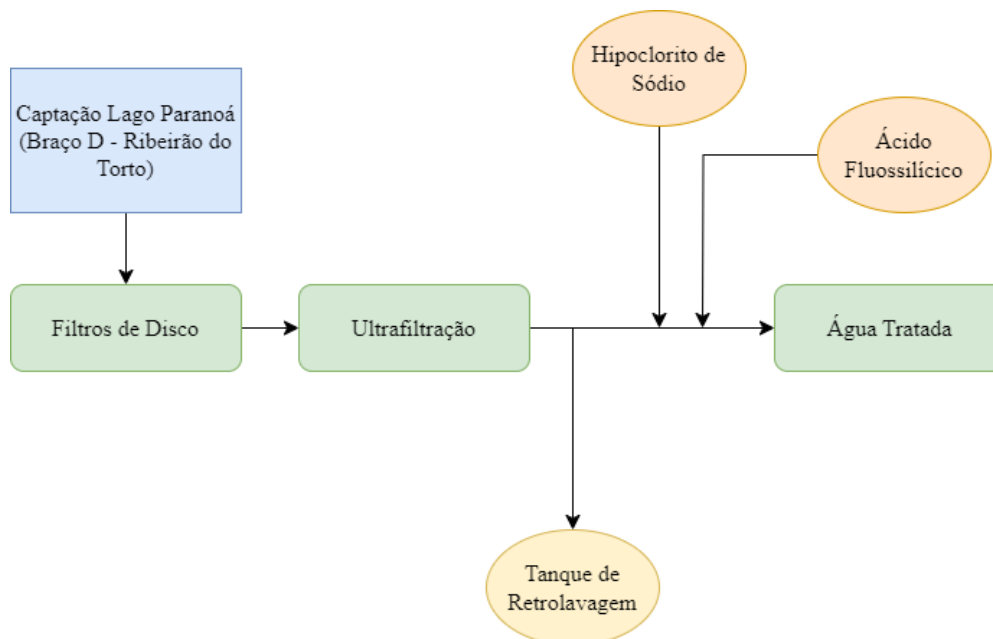 Hipoclorito de
Sódio
Captação Lago Paranoá
(Braço D - Ribeirão do
Torto)
Ácido
Fluossilícico
Filtros de Disco
Ultrafiltração
Água Tratada
Tanque de
Retrolavagem